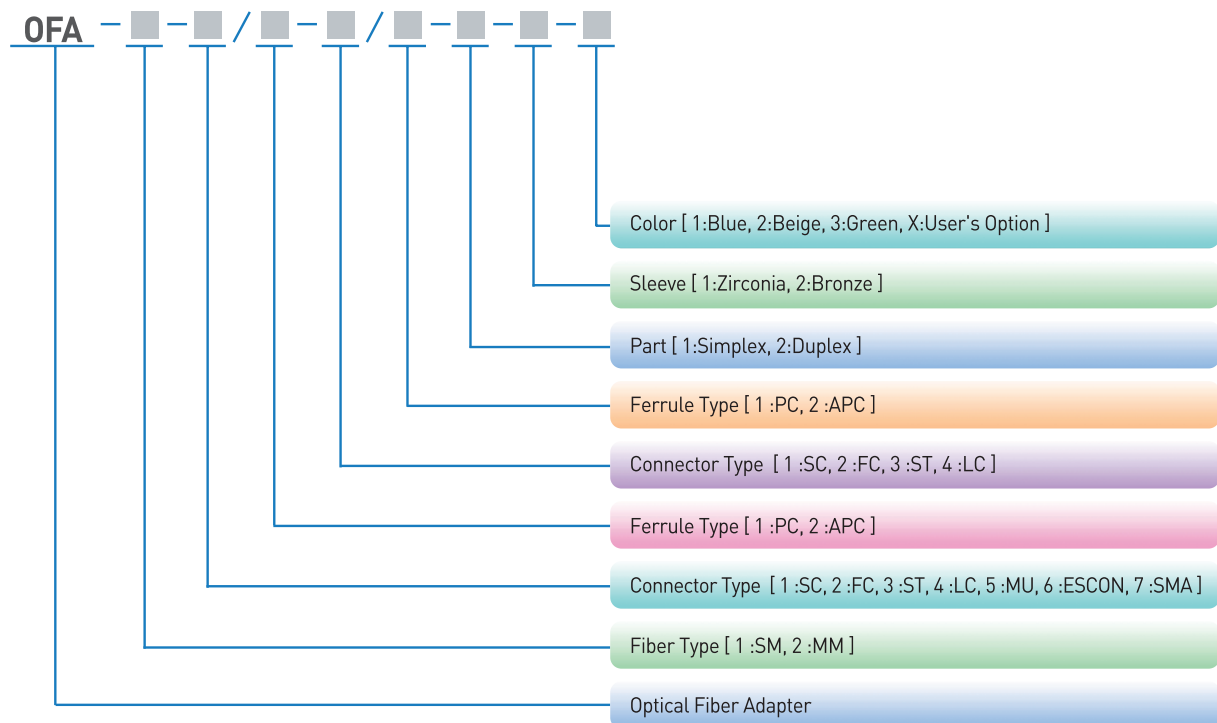 OFA
Color [ 1:Blue, 2:Beige, 3:Green, X:User's Option ]
Sleeve [ 1:Zirconia, 2:Bronze ]
Part [ 1:Simplex, 2:Duplex ]
Ferrule Type [ 1 :PC, 2 :APC ]
Connector Type [ 1 :SC, 2 :FC, 3 :ST, 4 :LC ]
Ferrule Type [ 1 :PC, 2 :APC ]
Connector Type [ 1 :SC, 2 :FC, 3 :ST, 4 :LC, 5 :MU, 6 :ESCON, 7 :SMA ]
Fiber Type [ 1 :SM, 2 :MM ]
Optical Fiber Adapter